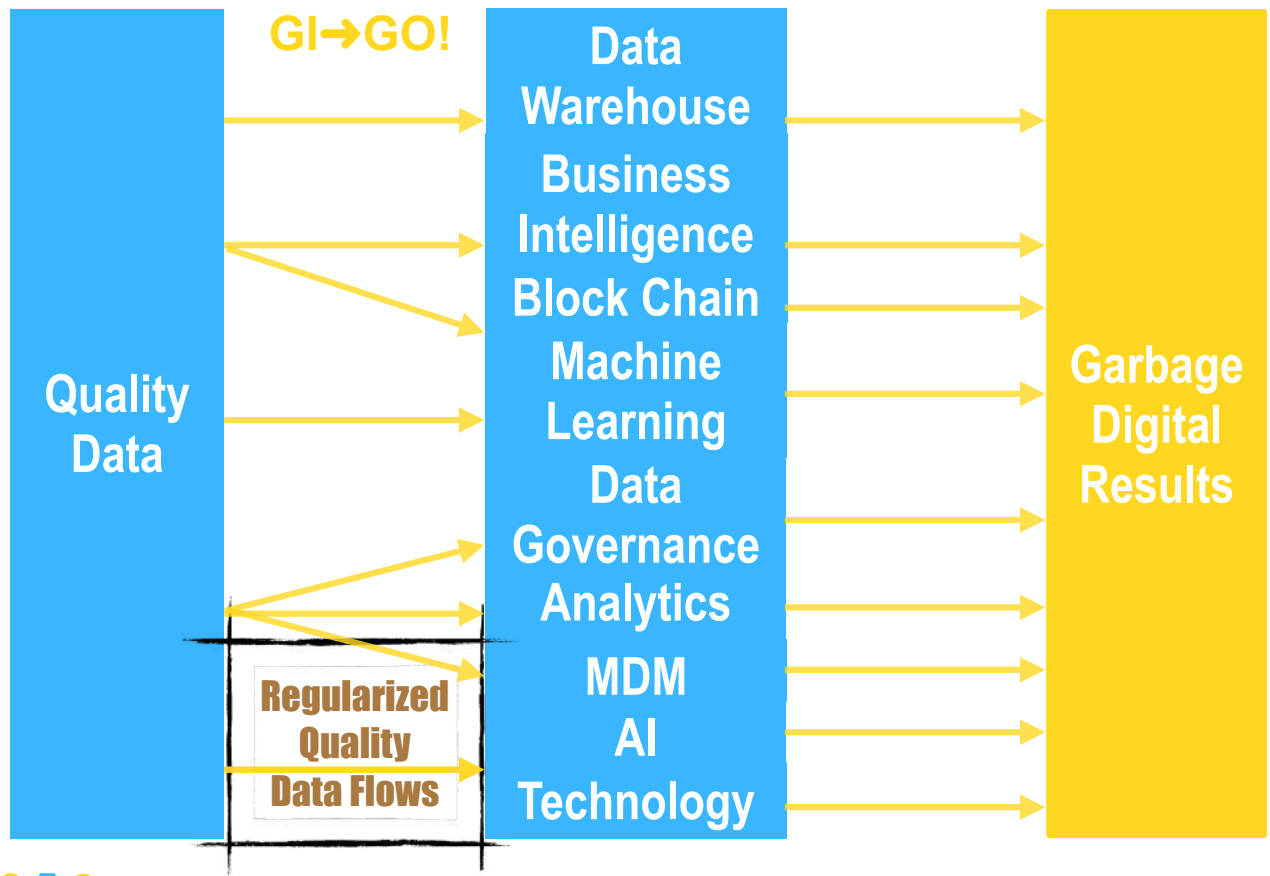 GI→GO!
Quality
Data
Data
Warehouse
Business
Intelligence
Block Chain
Machine
Learning
Data
Governance
Analytics
MDM
AI
Technology
Regularized
Quality
Data Flows
Garbage
Digital
Results